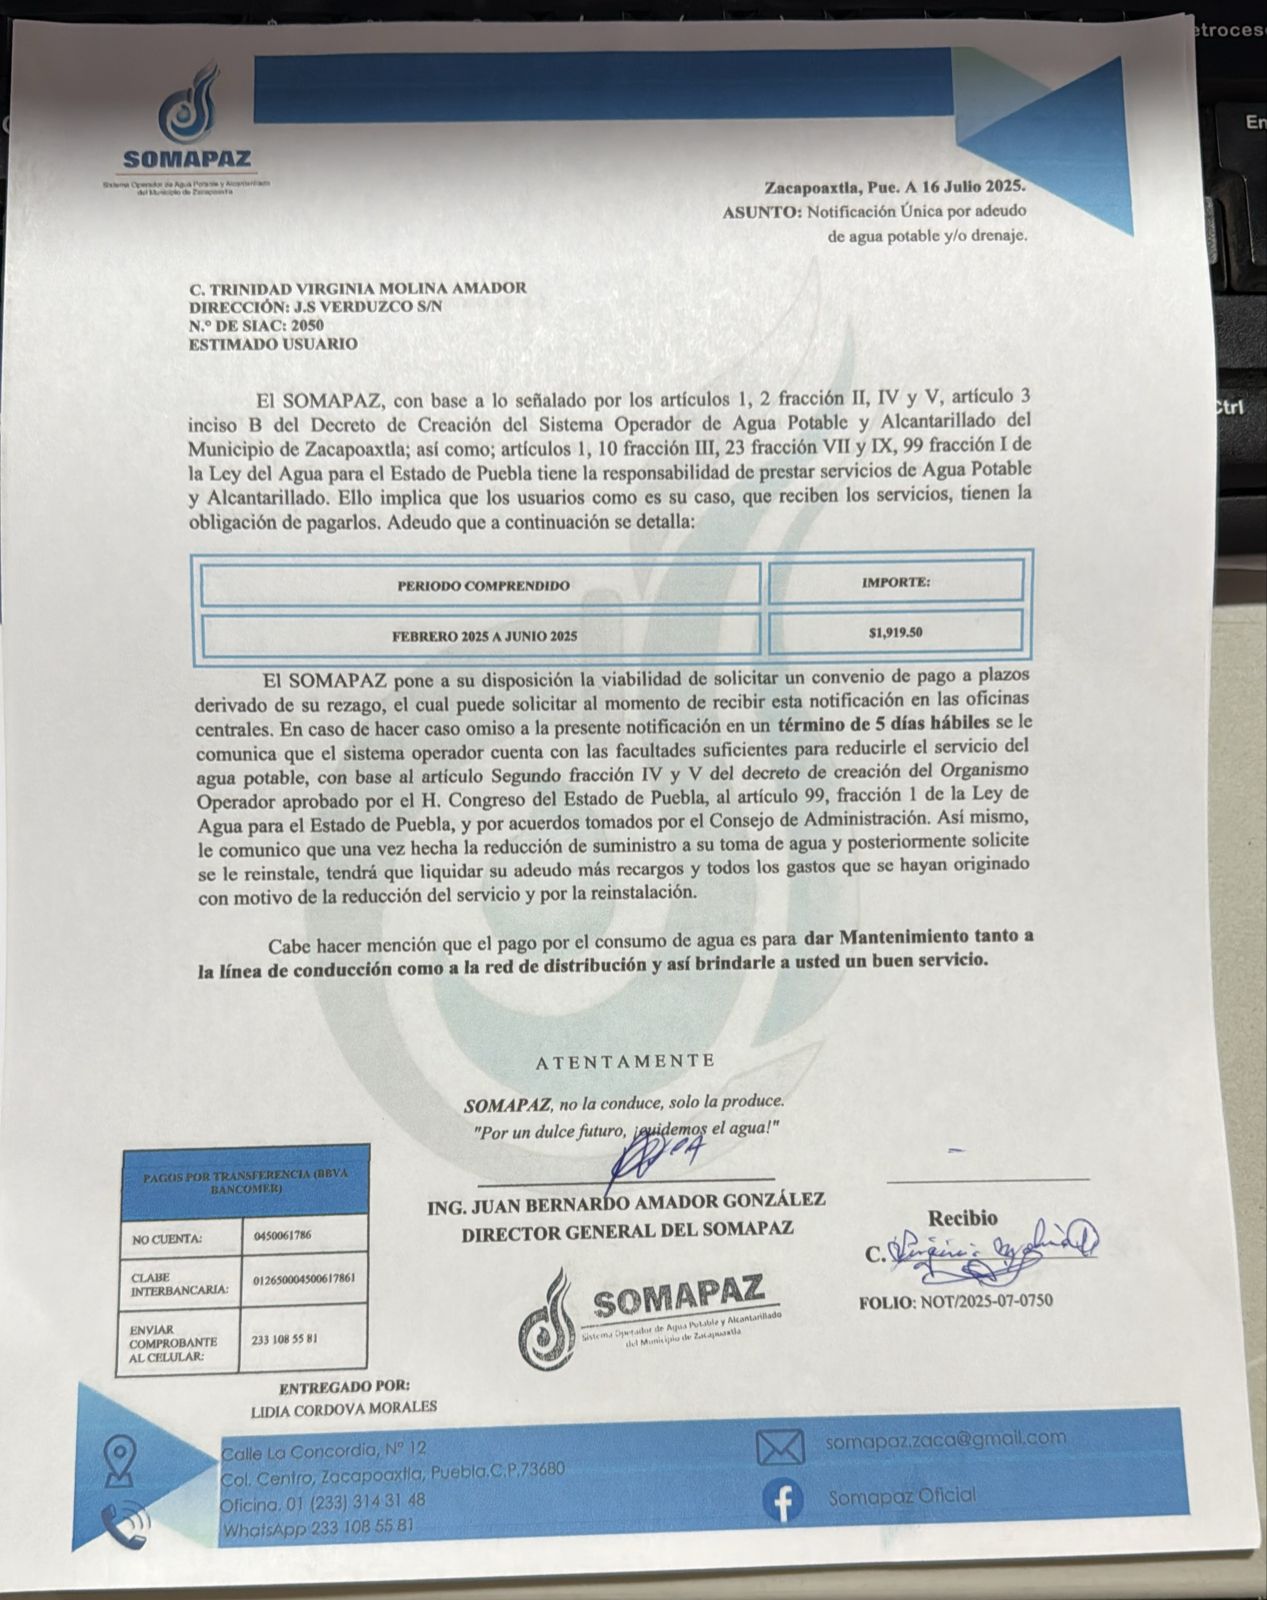 etroces
En
Ctrl
SOMAPAZ
Sistema Operador de Agua Potable y Alcantarillado
del Municipio de Zacapoaxtla
Zacapoaxtla, Pue. A 16 Julio 2025.
ASUNTO: Notificación Única por adeudo
de agua potable y/o drenaje.
C. TRINIDAD VIRGINIA MOLINA AMADOR
DIRECCIÓN: J.S VERDUZCO S/N
N.º DE SIAC: 2050
ESTIMADO USUARIO
El SOMAPAZ, con base a lo señalado por los artículos 1, 2 fracción II, IV y V, artículo 3
inciso B del Decreto de Creación del Sistema Operador de Agua Potable y Alcantarillado del
Municipio de Zacapoaxtla; así como; artículos 1, 10 fracción III, 23 fracción VII y IX, 99 fracción I de
la Ley del Agua para el Estado de Puebla tiene la responsabilidad de prestar servicios de Agua Potable
y Alcantarillado. Ello implica que los usuarios como es su caso, que reciben los servicios, tienen la
obligación de pagarlos. Adeudo que a continuación se detalla:
PERIODO COMPRENDIDO
IMPORTE:
FEBRERO 2025 A JUNIO 2025
$1,919.50
El SOMAPAZ pone a su disposición la viabilidad de solicitar un convenio de pago a plazos
derivado de su rezago, el cual puede solicitar al momento de recibir esta notificación en las oficinas
centrales. En caso de hacer caso omiso a la presente notificación en un término de 5 días hábiles se le
comunica que el sistema operador cuenta con las facultades suficientes para reducirle el servicio del
agua potable, con base al artículo Segundo fracción IV y V del decreto de creación del Organismo
Operador aprobado por el H. Congreso del Estado de Puebla, al artículo 99, fracción 1 de la Ley de
Agua para el Estado de Puebla, y por acuerdos tomados por el Consejo de Administración. Así mismo,
le comunico que una vez hecha la reducción de suministro a su toma de agua y posteriormente solicite
se le reinstale, tendrá que liquidar su adeudo más recargos y todos los gastos que se hayan originado
con motivo de la reducción del servicio y por la reinstalación.
Cabe hacer mención que el pago por el consumo de agua es para dar Mantenimiento tanto a
la línea de conducción como a la red de distribución y así brindarle a usted un buen servicio.
ATENTAMENTE
SOMAPAZ, no la conduce, solo la produce.
"Por un dulce futuro, ¡cuidemos el agua!"
ING. JUAN BERNARDO AMADOR GONZÁLEZ
DIRECTOR GENERAL DEL SOMAPAZ
SOMAPAZ
Sistema Operador de Agua Potable y Alcantarillado
del Municipio de Zacapoaxtla
Recibio
C.
FOLIO: NOT/2025-07-0750
PAGOS POR TRANSFERENCIA (BBVA
BANCOMER)
NO CUENTA:
0450061786
CLABE
INTERBANCARIA:
012650004500617861
ENVIAR
COMPROBANTE
AL CELULAR:
233 108 55 81
ENTREGADO POR:
LIDIA CORDOVA MORALES
Calle La Concordia, Nº 12
Col. Centro, Zacapoaxtla, Puebla.C.P.73680
Oficina. 01 (233) 314 31 48
WhatsApp 233 108 55 81
somapaz.zaca@gmail.com
Somapaz Oficial